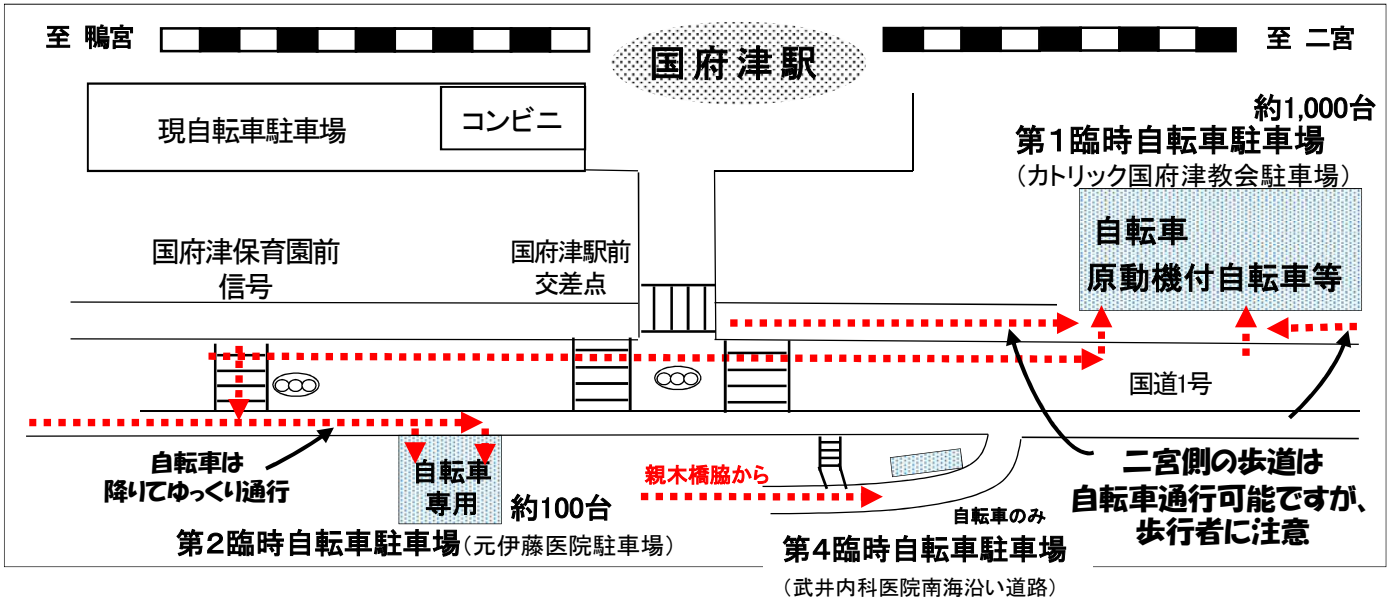 至 鴨宮
国府津駅
至 二宮
現自転車駐車場
コンビニ
約1,000台
第1臨時自転車駐車場
（カトリック国府津教会駐車場）
自転車
原動機付自転車等
国府津保育園前
信号
国府津駅前
交差点
国道1号
自転車は
降りてゆっくり通行
自転車
専用
約100台
第2臨時自転車駐車場（元伊藤医院駐車場）
親木橋脇から
自転車のみ
第4臨時自転車駐車場
（武井内科医院南海沿い道路）
二宮側の歩道は
自転車通行可能ですが、
歩行者に注意